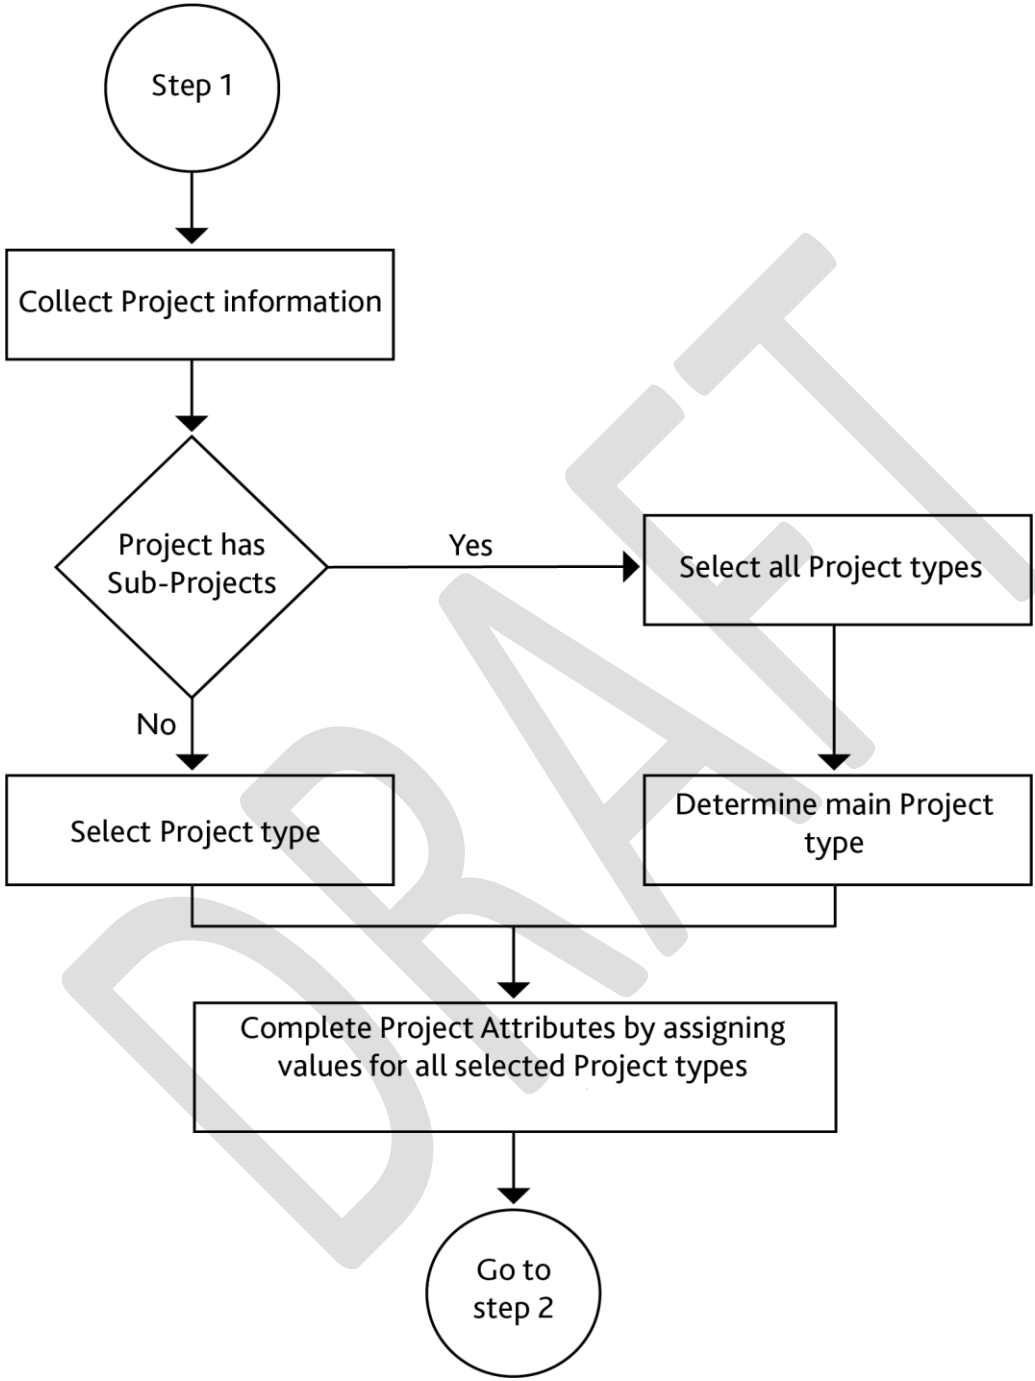 Step 1
Collect Project information
Project has
Sub-Projects
Yes
Select all Project types
No
Select Project type
Determine main Project
type
Complete Project Attributes by assigning
values for all selected Project types
Go to
step 2
DRAFT